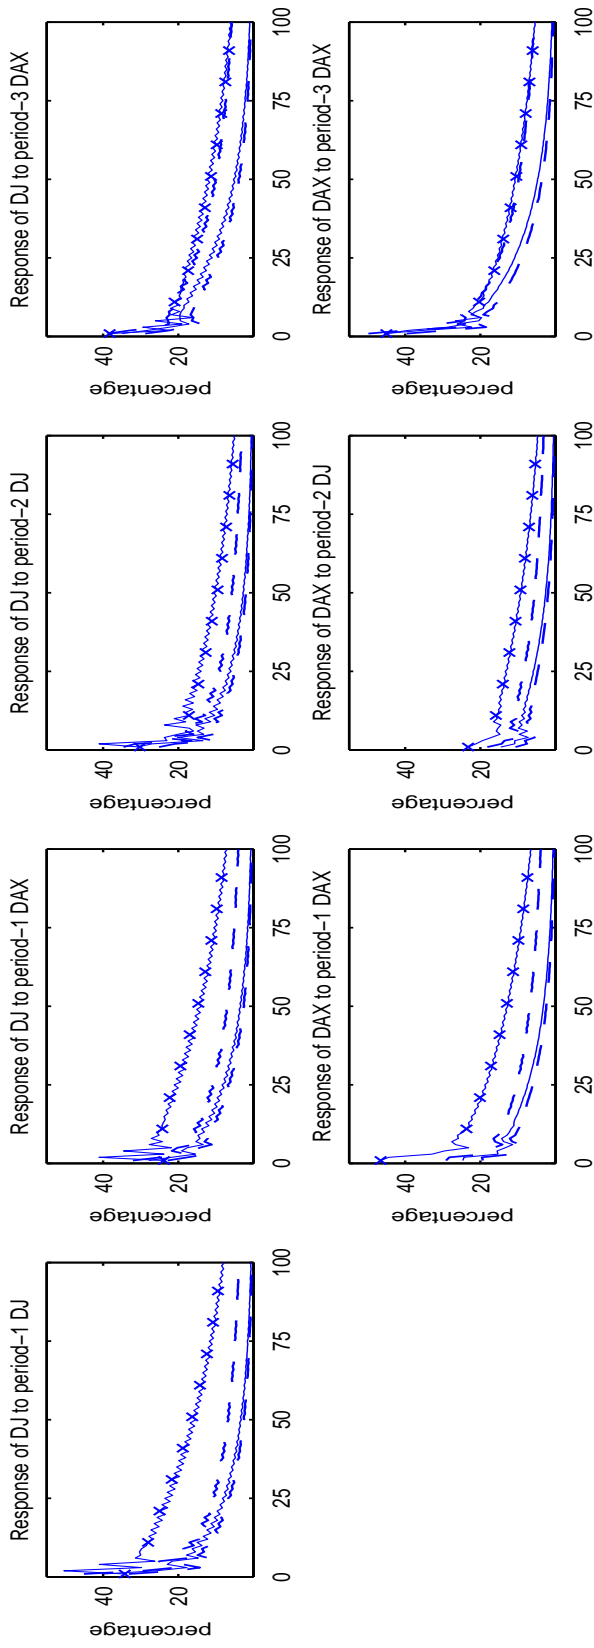 Response of DJ to period−1 DJ
percentage
40
20
0 25 50 75 100
Response of DJ to period−1 DAX
percentage
40
20
0 25 50 75 100
Response of DJ to period−2 DJ
percentage
40
20
0 25 50 75 100
Response of DJ to period−3 DAX
percentage
40
20
0 25 50 75 100
Response of DAX to period−1 DAX
percentage
40
20
0 25 50 75 100
Response of DAX to period−2 DJ
percentage
40
20
0 25 50 75 100
Response of DAX to period−3 DAX
percentage
40
20
0 25 50 75 100